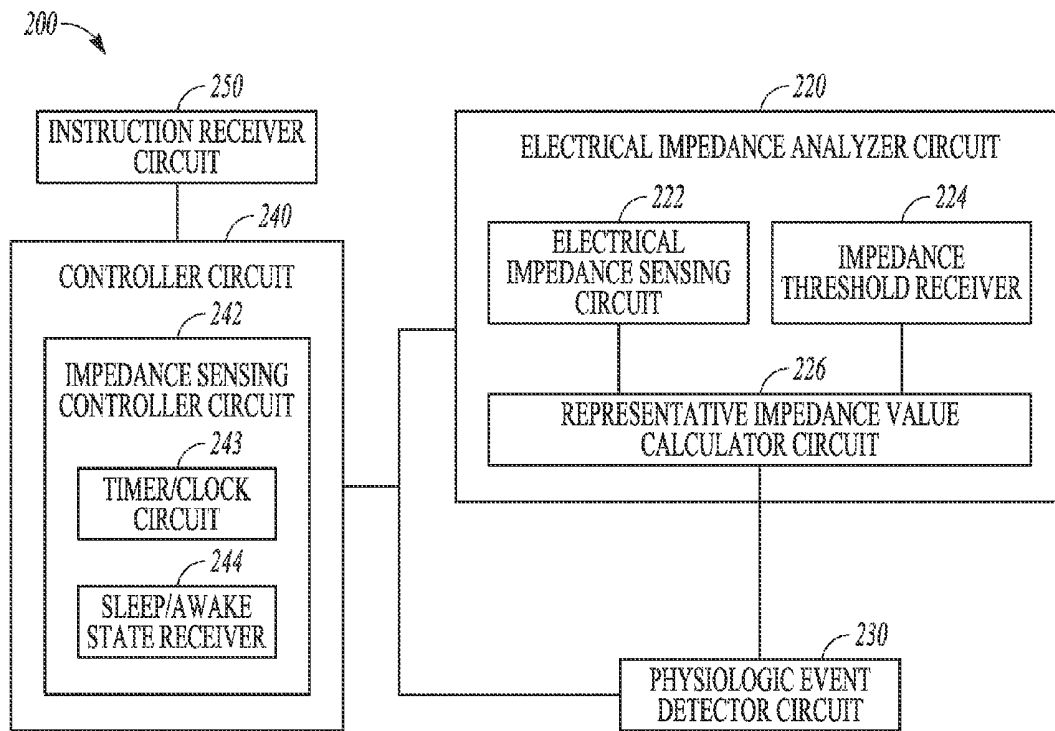 200
250
INSTRUCTION RECEIVER
CIRCUIT
240
CONTROLLER CIRCUIT
242
IMPEDANCE SENSING
CONTROLLER CIRCUIT
243
TIMER/CLOCK
CIRCUIT
244
SLEEP/AWAKE
STATE RECEIVER
220
ELECTRICAL IMPEDANCE ANALYZER CIRCUIT
222
ELECTRICAL
IMPEDANCE SENSING
CIRCUIT
224
IMPEDANCE
THRESHOLD RECEIVER
226
REPRESENTATIVE IMPEDANCE VALUE
CALCULATOR CIRCUIT
230
PHYSIOLOGIC EVENT
DETECTOR CIRCUIT